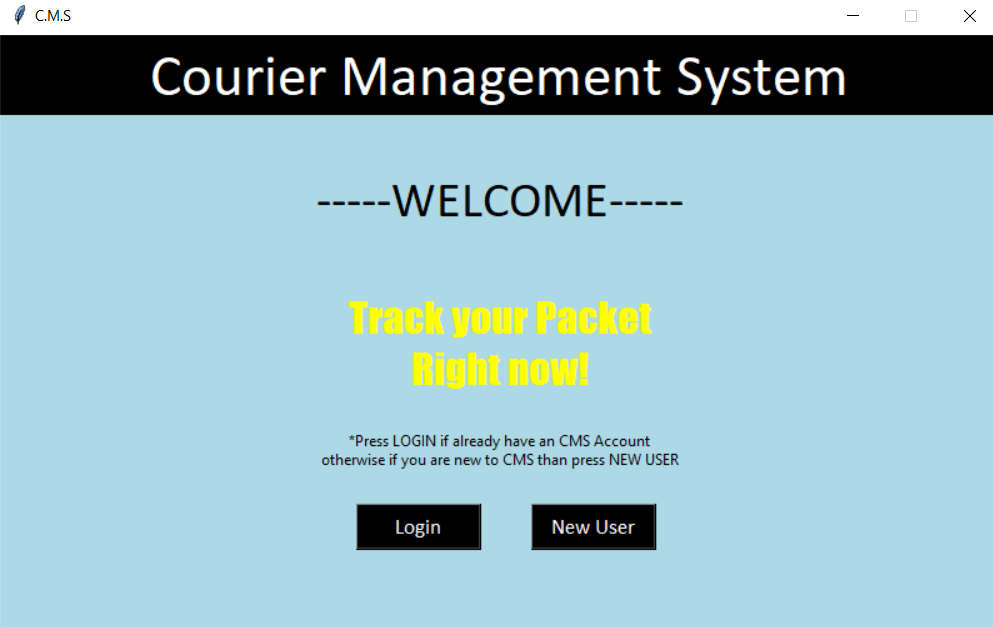 C.M.S
Courier Management System
-----WELCOME-----
Track your Packet
Right now!
*Press LOGIN if already have an CMS Account
otherwise if you are new to CMS than press NEW USER
Login
New User